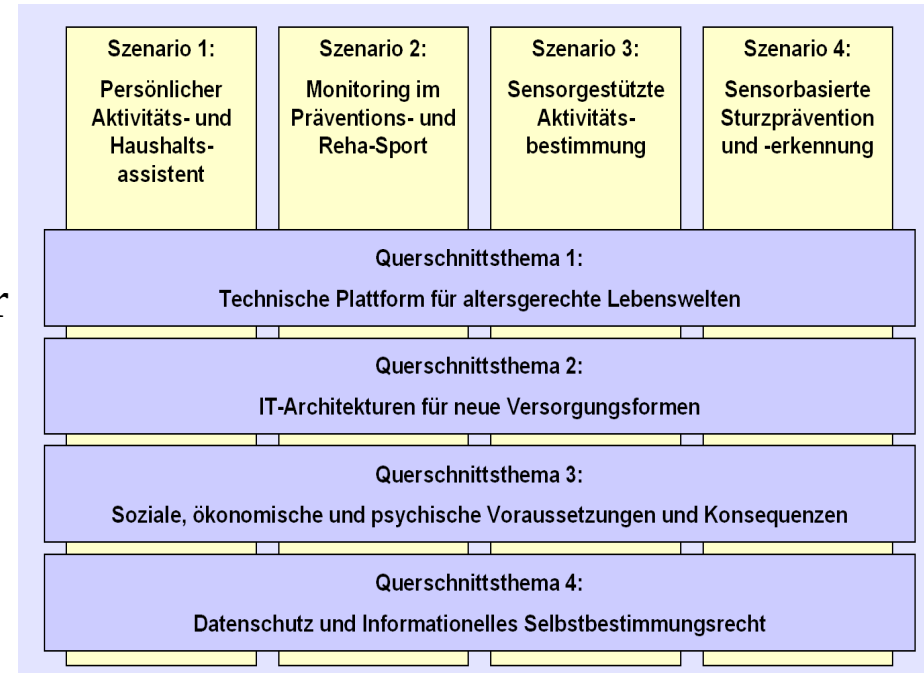 Szenario 1:
Persönlicher
Aktivitäts- und
Haushalts-
assistent
Szenario 2:
Monitoring im
Präventions- und
Reha-Sport
Szenario 3:
Sensorgestützte
Aktivitäts-
bestimmung
Szenario 4:
Sensorbasierte
Sturzprävention
und -erkennung
Querschnittsthema 1:
Technische Plattform für altersgerechte Lebenswelten
Querschnittsthema 2:
IT-Architekturen für neue Versorgungsformen
Querschnittsthema 3:
Soziale, ökonomische und psychische Voraussetzungen und Konsequenzen
Querschnittsthema 4:
Datenschutz und Informationelles Selbstbestimmungsrecht